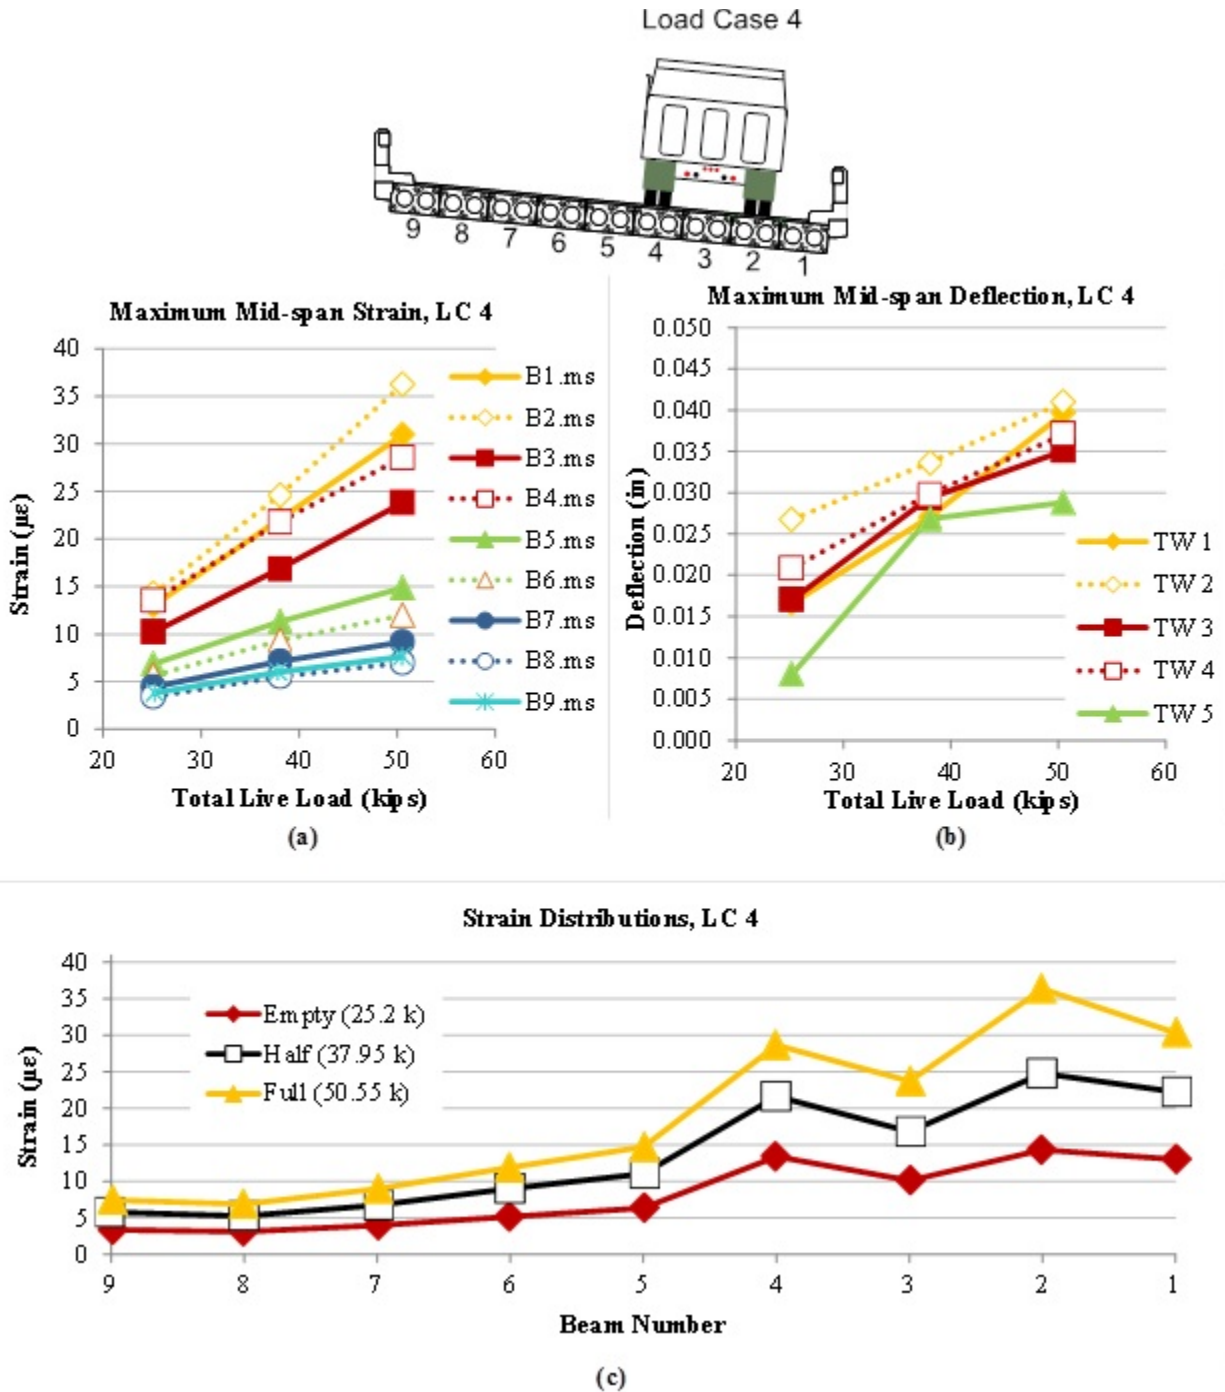 Load Case 4
9 8 7 6 5 4 3 2 1
Maximum Mid-span Strain, LC 4
40
35
30
25
20
15
10
5
0
Strain (µε)
20 30 40 50 60
Total Live Load (kips)
B1.ms
B2.ms
B3.ms
B4.ms
B5.ms
B6.ms
B7.ms
B8.ms
B9.ms
(a)
Maximum Mid-span Deflection, LC 4
0.050
0.045
0.040
0.035
0.030
0.025
0.020
0.015
0.010
0.005
0.000
Deflection (in)
20 30 40 50 60
Total Live Load (kips)
TW 1
TW 2
TW 3
TW 4
TW 5
(b)
Strain Distributions, LC 4
40
35
30
25
20
15
10
5
0
Strain (µε)
Empty (25.2 k)
Half (37.95 k)
Full (50.55 k)
9 8 7 6 5 4 3 2 1
Beam Number
(c)